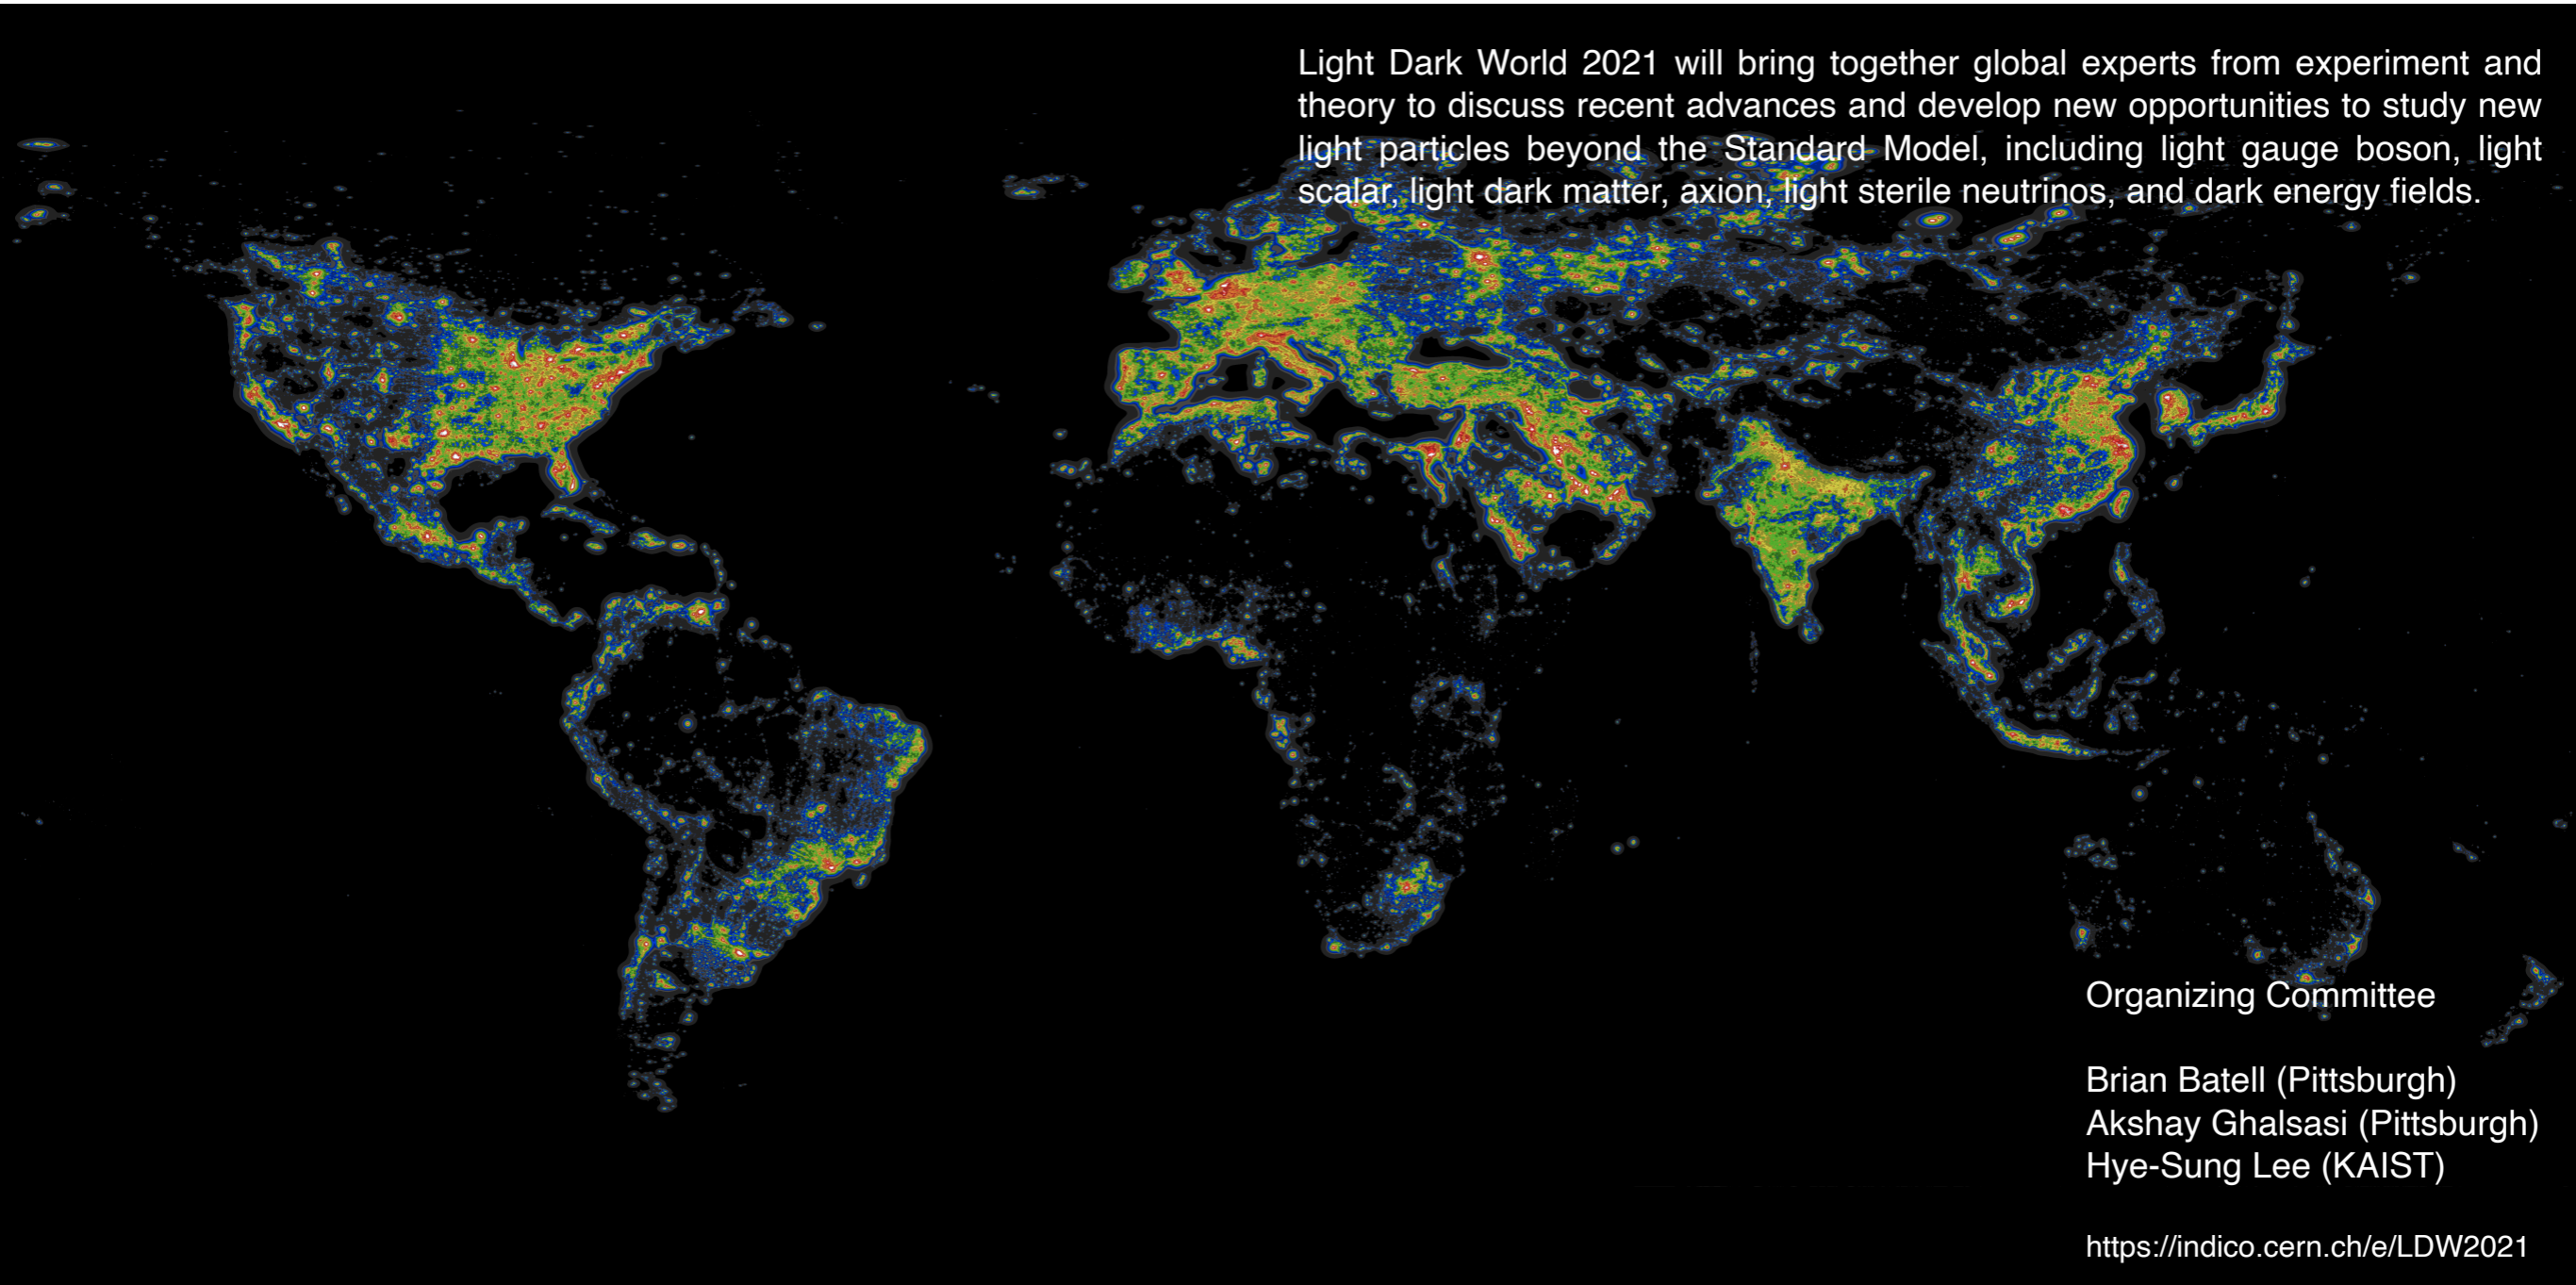 Light Dark World 2021 will bring together global experts from experiment and
theory to discuss recent advances and develop new opportunities to study new
light particles beyond the Standard Model, including light gauge boson, light
scalar, light dark matter, axion, light sterile neutrinos, and dark energy fields.
Organizing Committee
Brian Batell (Pittsburgh)
Akshay Ghalsasi (Pittsburgh)
Hye-Sung Lee (KAIST)
https://indico.cern.ch/e/LDW2021